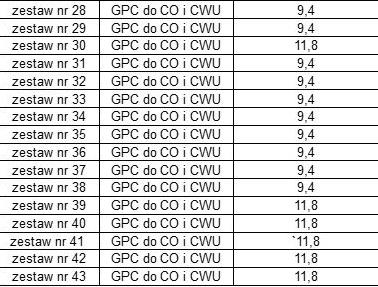 zestaw nr 28 GPC do CO i CWU 9,4
zestaw nr 29 GPC do CO i CWU 9,4
zestaw nr 30 GPC do CO i CWU 11,8
zestaw nr 31 GPC do CO i CWU 9,4
zestaw nr 32 GPC do CO i CWU 9,4
zestaw nr 33 GPC do CO i CWU 9,4
zestaw nr 34 GPC do CO i CWU 9,4
zestaw nr 35 GPC do CO i CWU 9,4
zestaw nr 36 GPC do CO i CWU 9,4
zestaw nr 37 GPC do CO i CWU 9,4
zestaw nr 38 GPC do CO i CWU 9,4
zestaw nr 39 GPC do CO i CWU 11,8
zestaw nr 40 GPC do CO i CWU 11,8
zestaw nr 41 GPC do CO i CWU `11,8
zestaw nr 42 GPC do CO i CWU 11,8
zestaw nr 43 GPC do CO i CWU 11,8